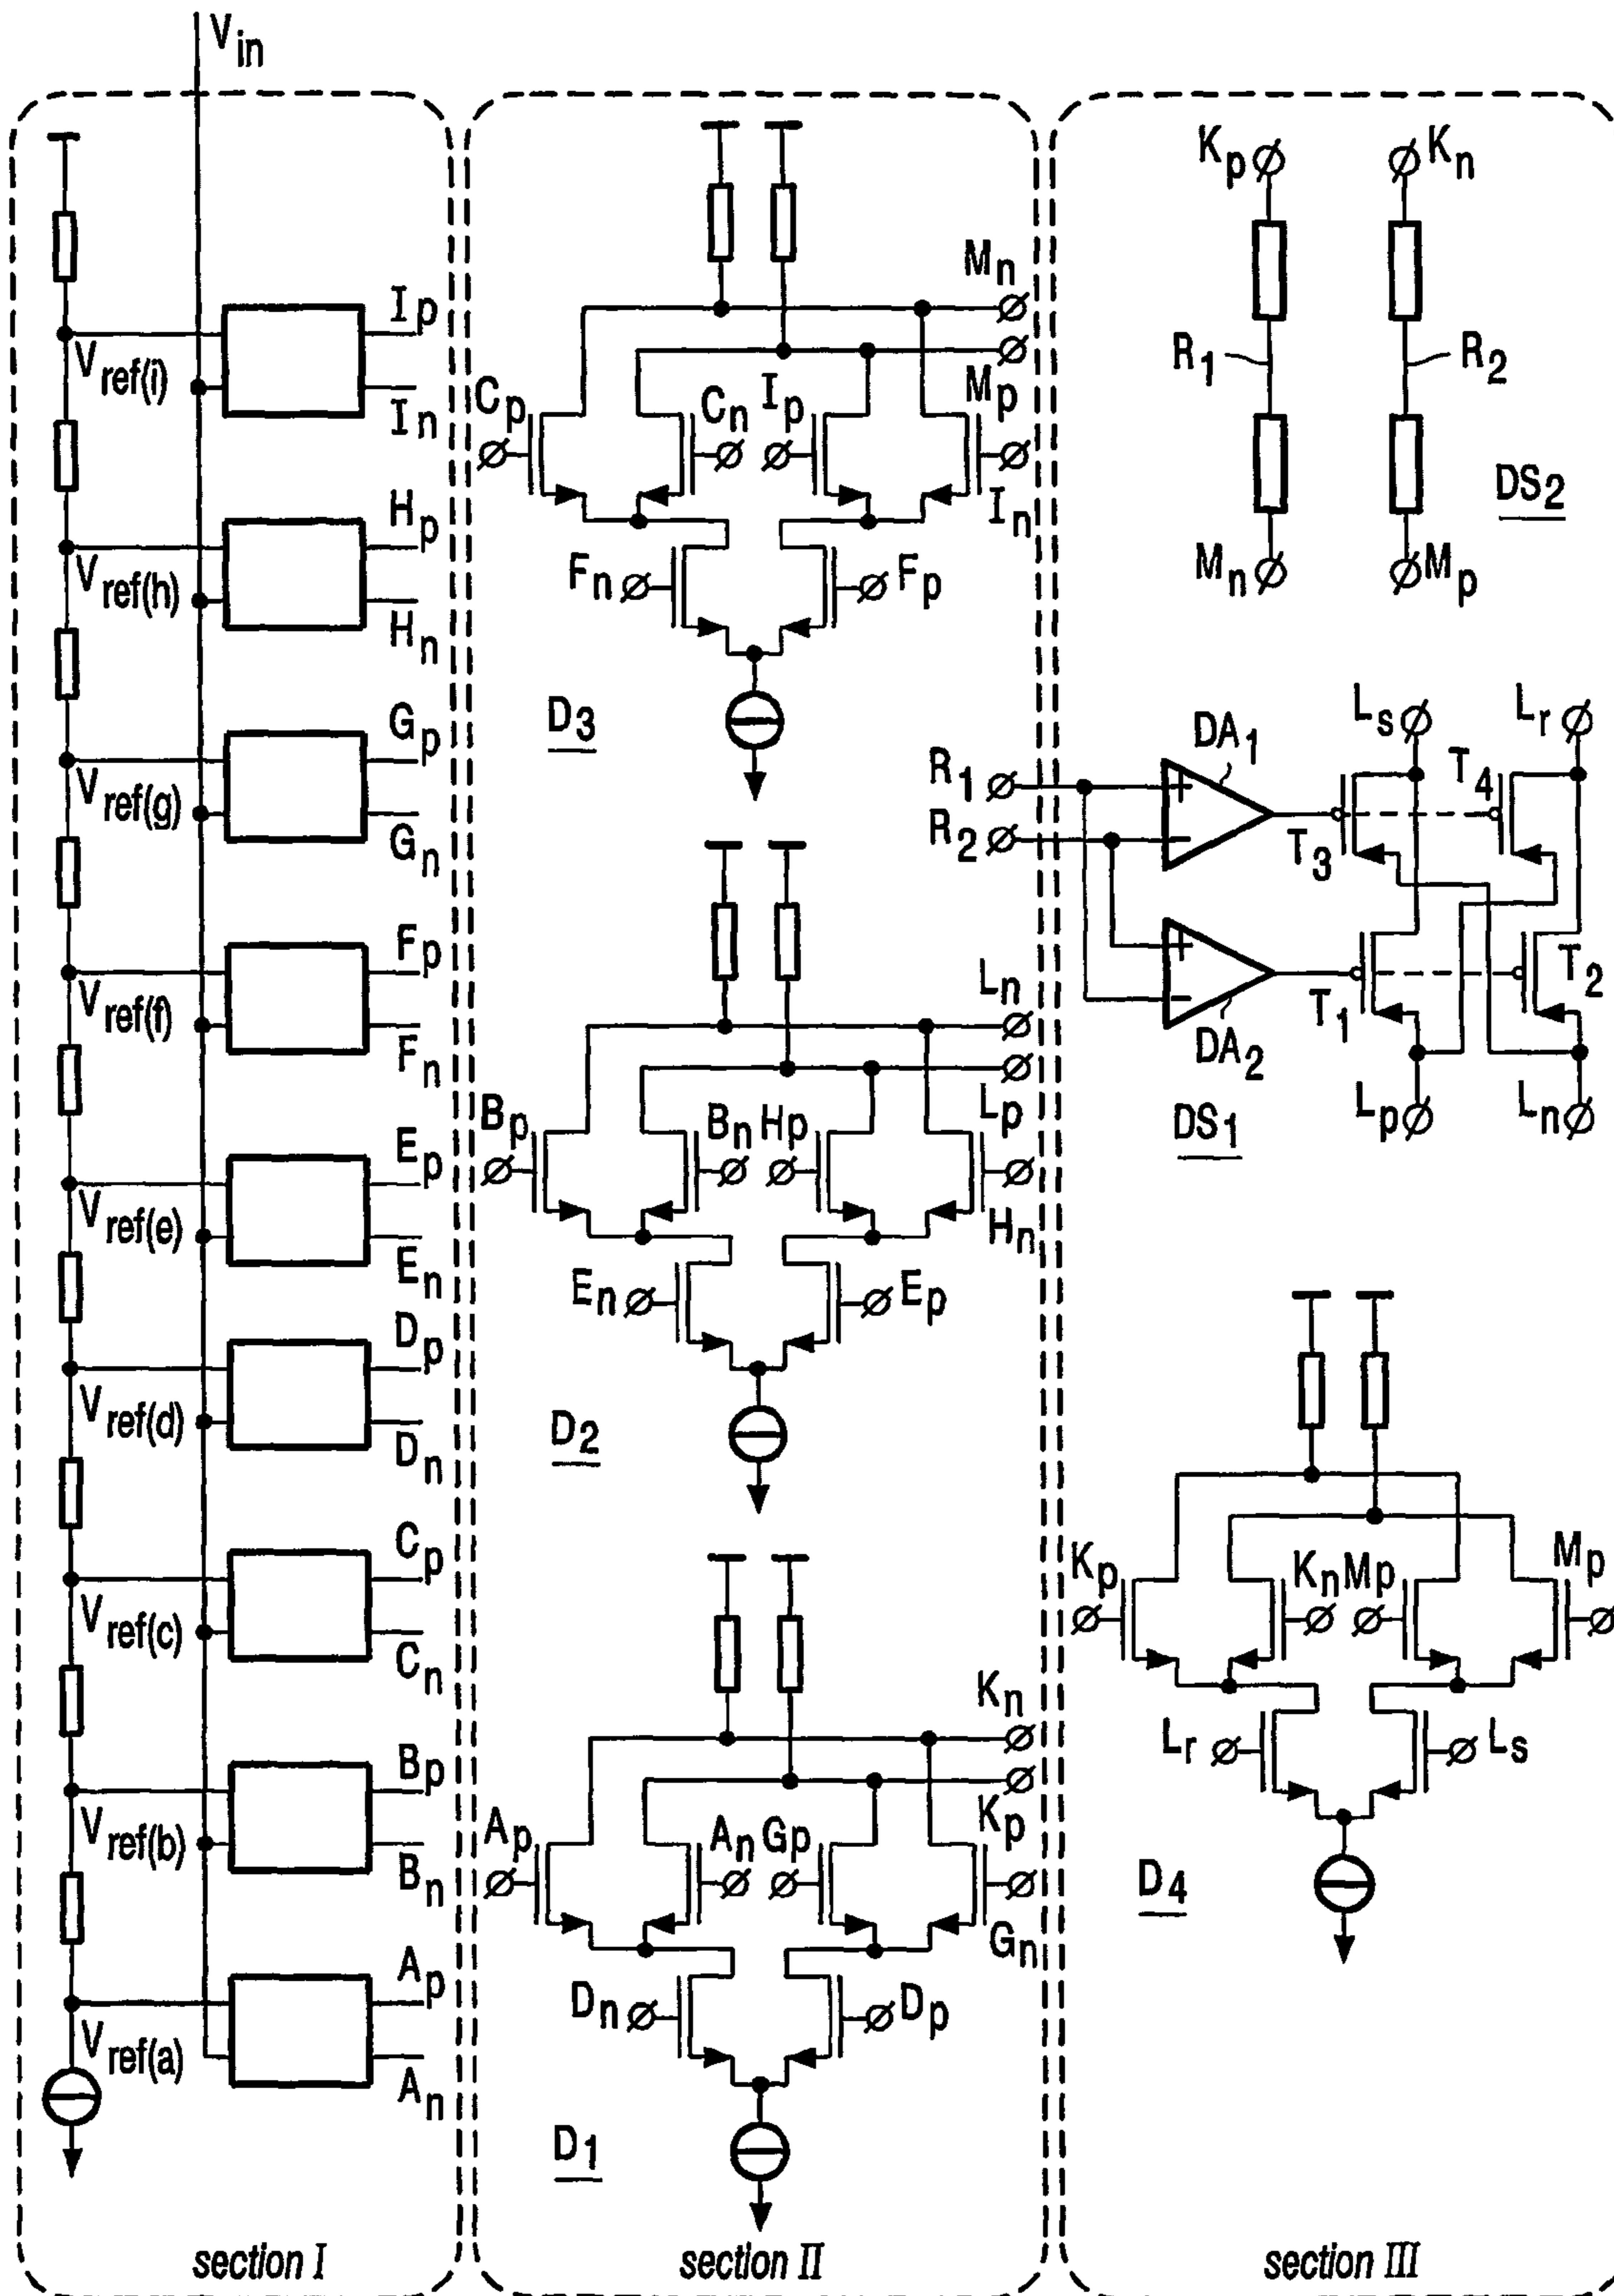 Vin
Ip
Vref(i)
In
Hp
Vref(h)
Hn
Gp
Vref(g)
Gn
Fp
Vref(f)
Fn
Ep
Vref(e)
En
Dp
Vref(d)
Dn
Cp
Vref(c)
Cn
Bp
Vref(b)
Bn
Ap
Vref(a)
An
section I
Mn
Mp
Cp
Cn
Ip
In
Fn
Fp
D3
Ln
Lp
Bp
Bn
Hp
Hn
En
Ep
D2
Kn
Kp
Ap
An
Gp
Gn
Dn
Dp
D1
section II
Kp
Kn
R1
R2
DS2
Mn
Mp
R1
R2
DA1
+
−
DA2
+
−
Ls
Lr
T3
T4
T1
T2
Lp
Ln
DS1
Kp
Kn
Mp
Mp
Lr
Ls
D4
section III